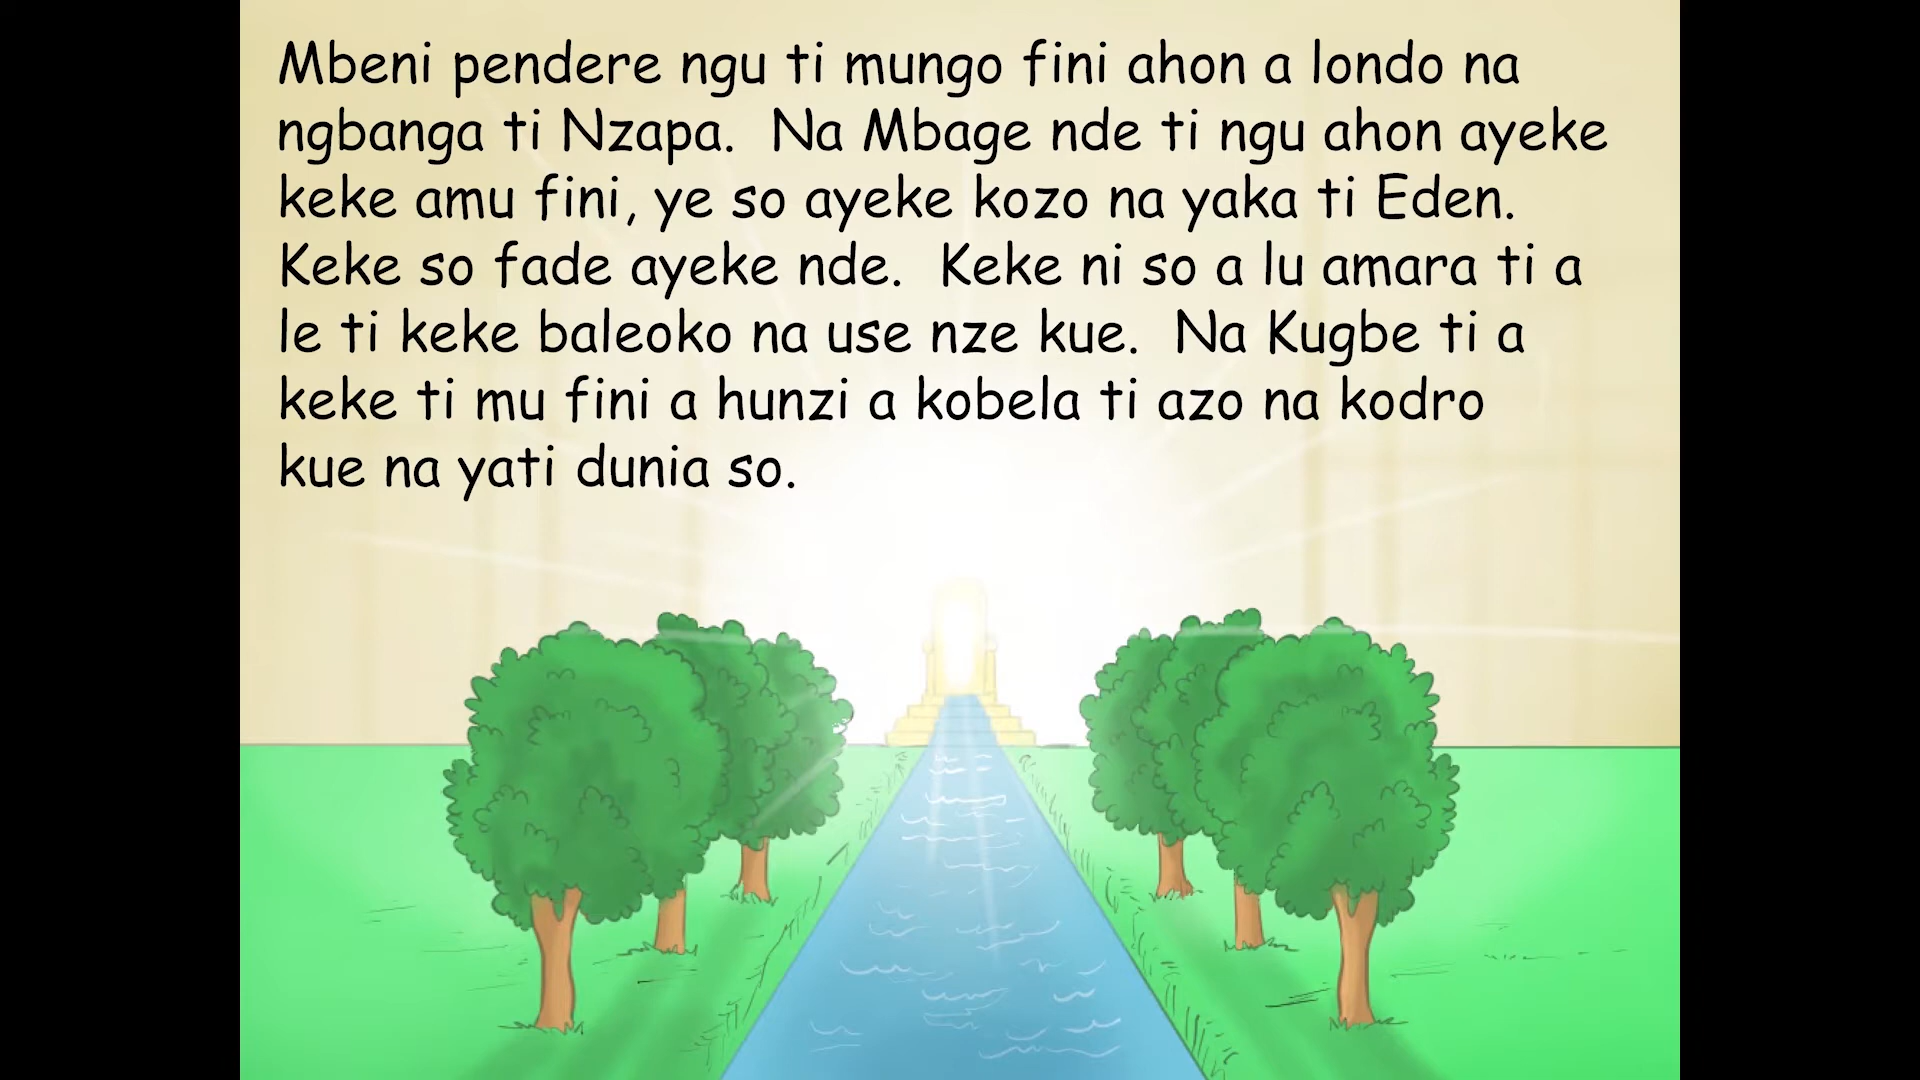 Mbeni pendere ngu ti mungo fini ahon a londo na
ngbanga ti Nzapa.  Na Mbage nde ti ngu ahon ayeke
keke amu fini, ye so ayeke kozo na yaka ti Eden.
Keke so fade ayeke nde.  Keke ni so a lu amara ti a
le ti keke baleoko na use nze kue.  Na Kugbe ti a
keke ti mu fini a hunzi a kobela ti azo na kodro
kue na yati dunia so.